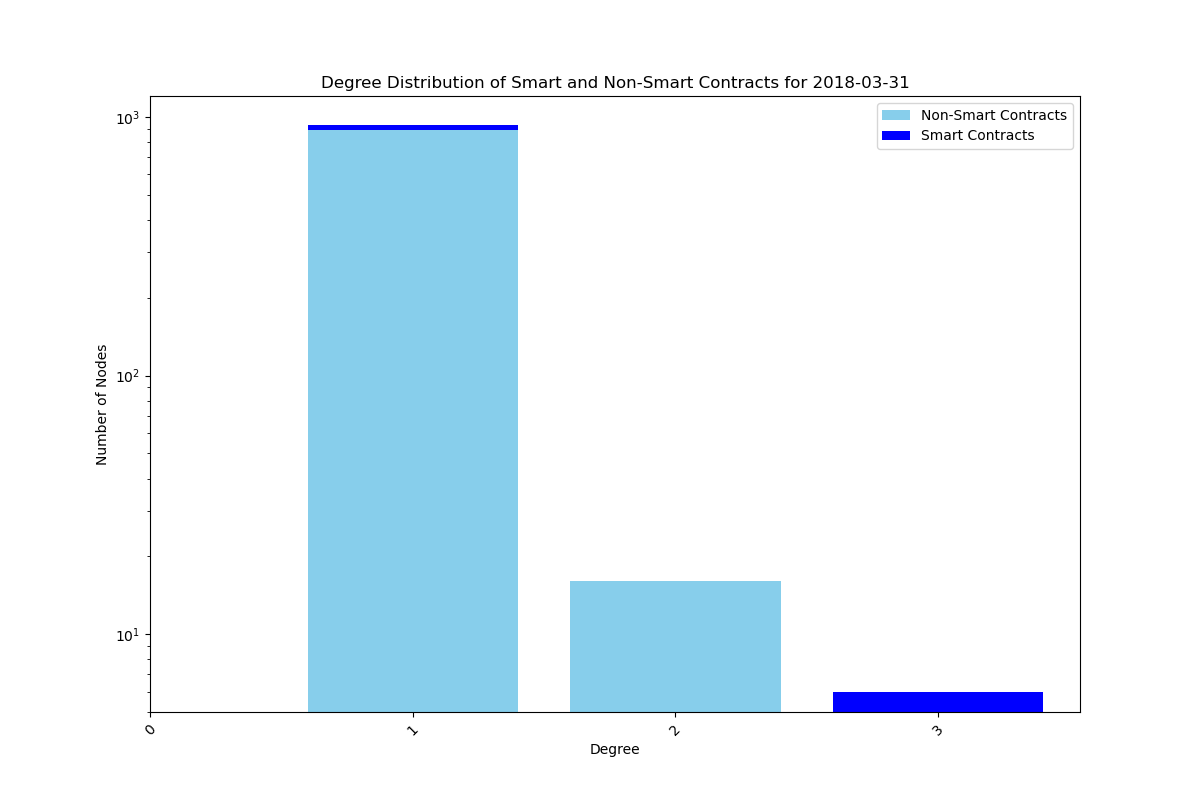 Degree Distribution of Smart and Non-Smart Contracts for 2018-03-31
Non-Smart Contracts
Smart Contracts
Number of Nodes
10³
10²
10¹
0
1
2
3
Degree